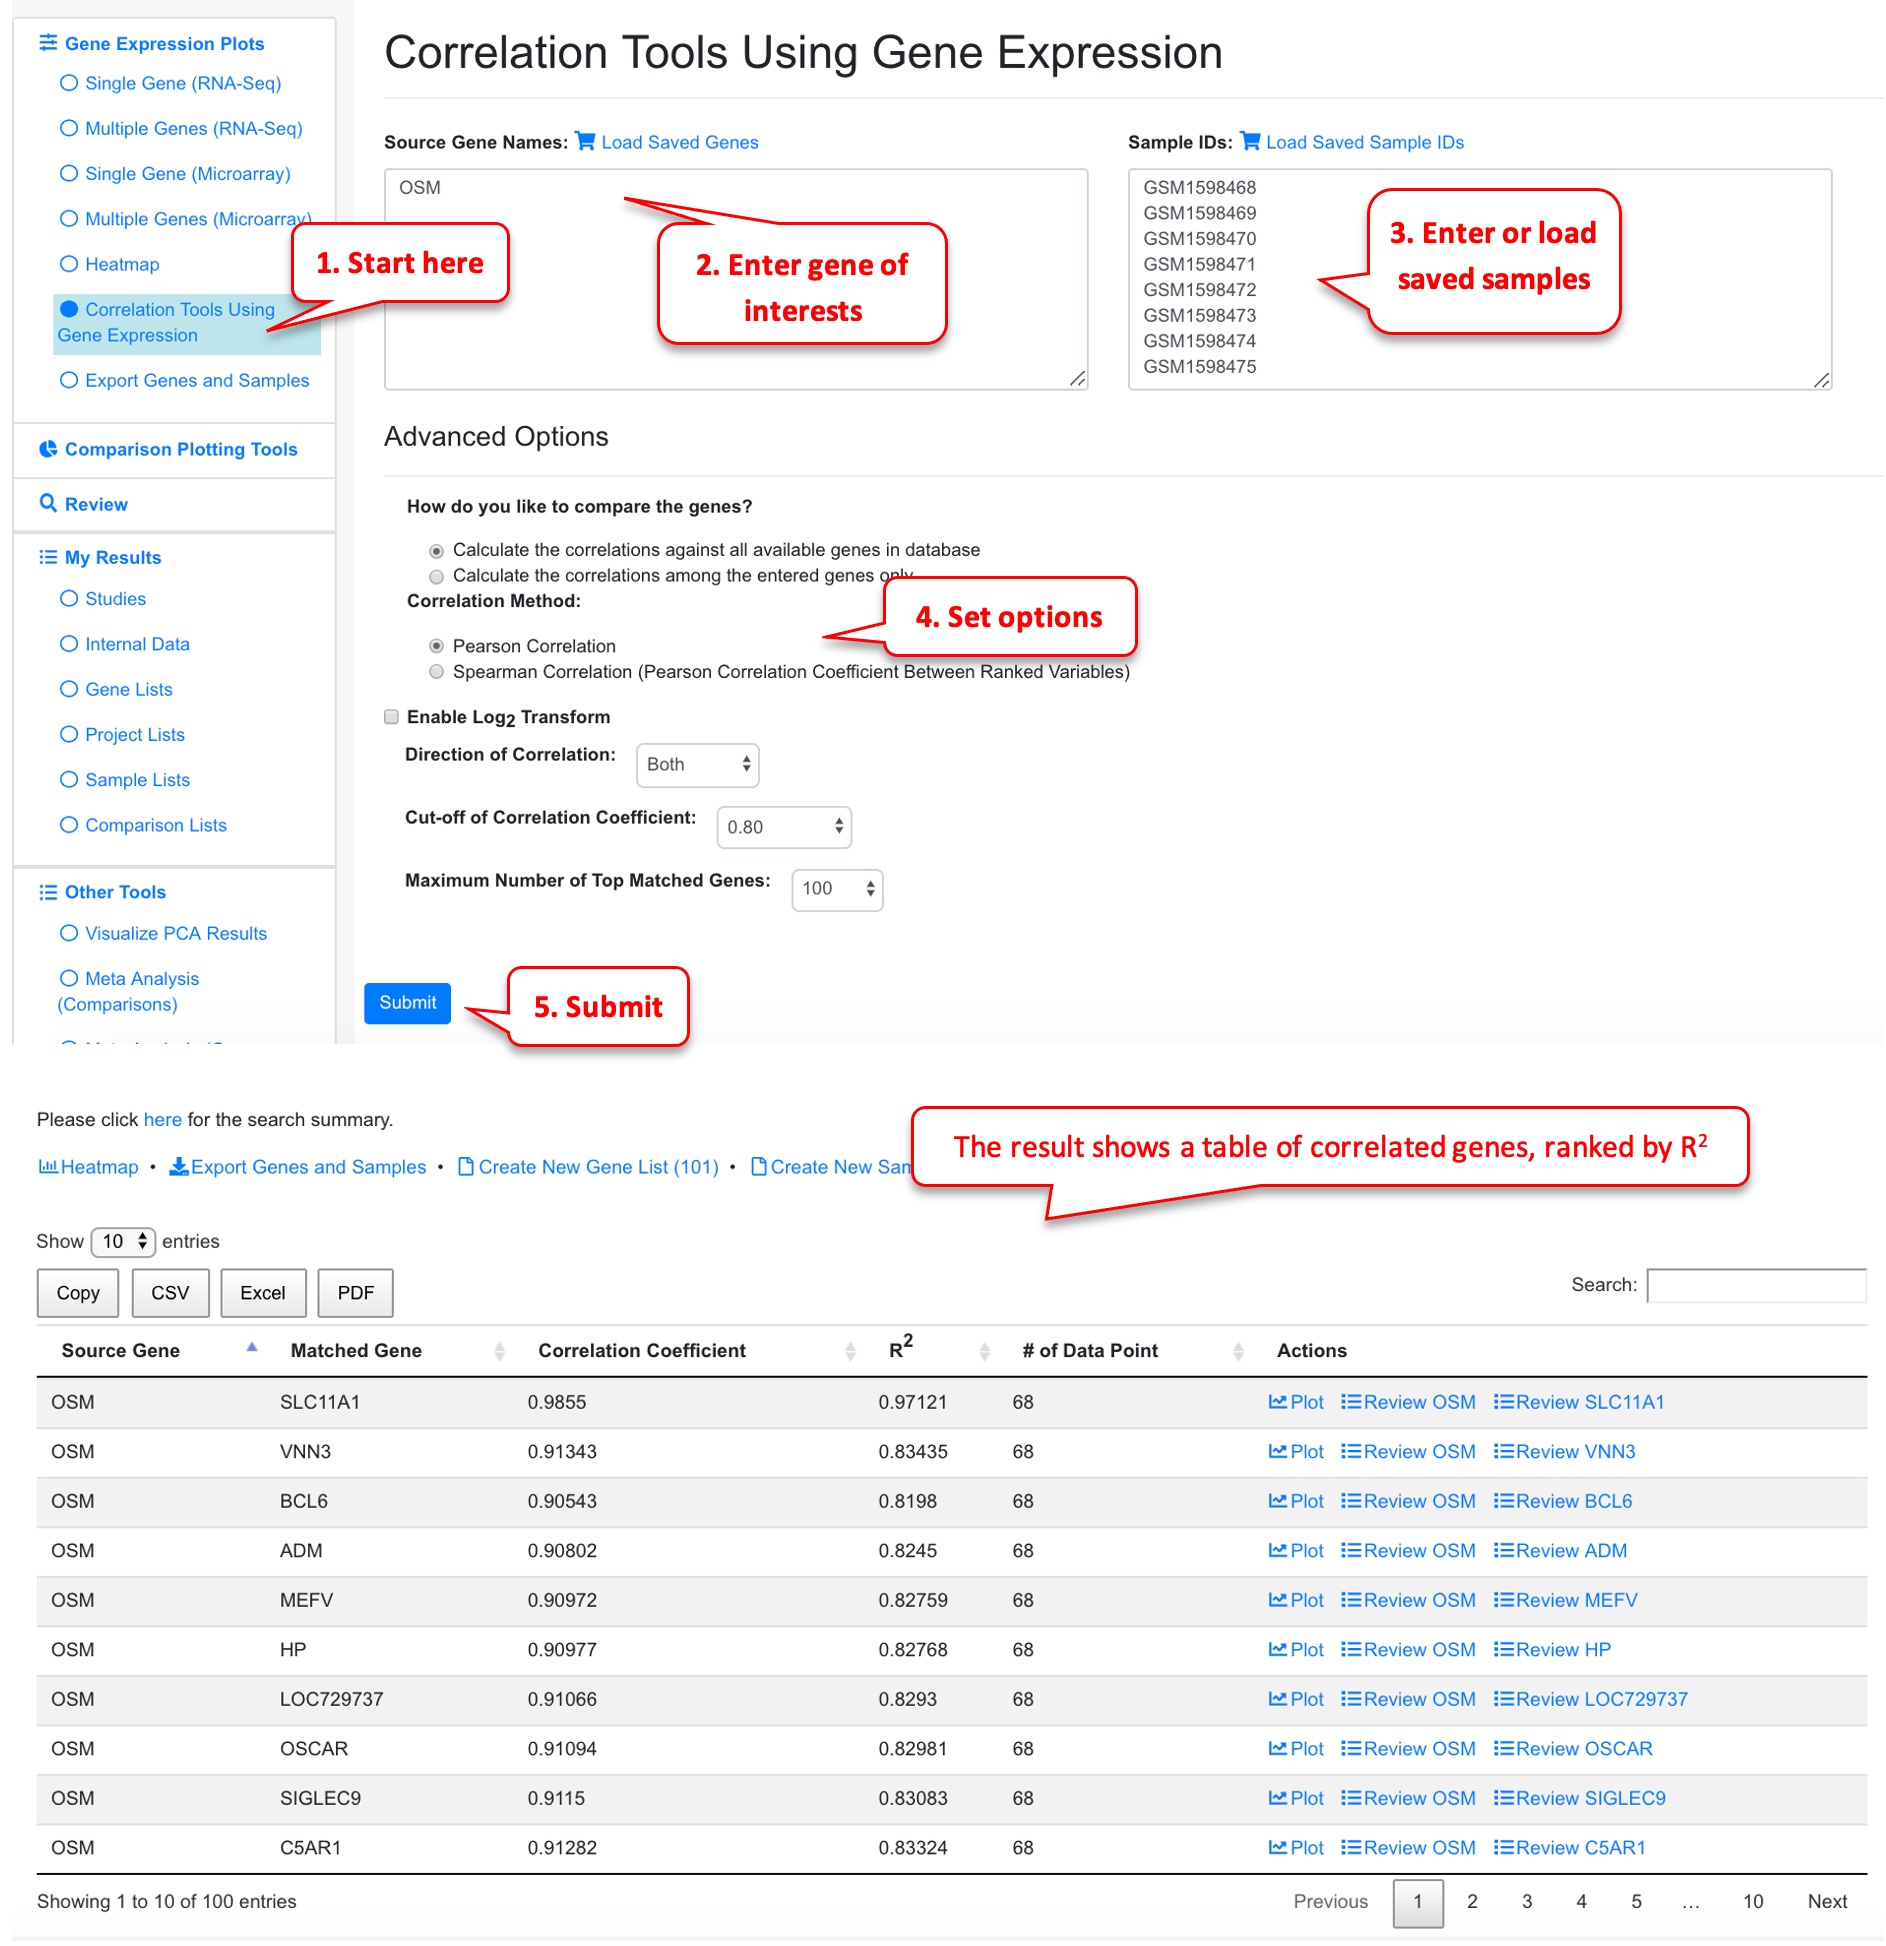 Gene Expression Plots
Single Gene (RNA-Seq)
Multiple Genes (RNA-Seq)
Single Gene (Microarray)
Multiple Genes (Microarray)
Heatmap
Correlation Tools Using
Gene Expression
Export Genes and Samples
Comparison Plotting Tools
Review
My Results
Studies
Internal Data
Gene Lists
Project Lists
Sample Lists
Comparison Lists
Other Tools
Visualize PCA Results
Meta Analysis
(Comparisons)
Correlation Tools Using Gene Expression
Source Gene Names: Load Saved Genes
OSM
Sample IDs: Load Saved Sample IDs
GSM1598468
GSM1598469
GSM1598470
GSM1598471
GSM1598472
GSM1598473
GSM1598474
GSM1598475
1. Start here
2. Enter gene of
interests
3. Enter or load
saved samples
Advanced Options
How do you like to compare the genes?
Calculate the correlations against all available genes in database
Calculate the correlations among the entered genes only
Correlation Method:
4. Set options
Pearson Correlation
Spearman Correlation (Pearson Correlation Coefficient Between Ranked Variables)
Enable Log2 Transform
Direction of Correlation: Both
Cut-off of Correlation Coefficient: 0.80
Maximum Number of Top Matched Genes: 100
Submit
5. Submit
Please click here for the search summary.
Heatmap • Export Genes and Samples • Create New Gene List (101) • Create New Sam
The result shows a table of correlated genes, ranked by R²
Show 10 entries
Copy CSV Excel PDF
Search:
Source Gene Matched Gene Correlation Coefficient R² # of Data Point Actions
OSM SLC11A1 0.9855 0.97121 68 Plot Review OSM Review SLC11A1
OSM VNN3 0.91343 0.83435 68 Plot Review OSM Review VNN3
OSM BCL6 0.90543 0.8198 68 Plot Review OSM Review BCL6
OSM ADM 0.90802 0.8245 68 Plot Review OSM Review ADM
OSM MEFV 0.90972 0.82759 68 Plot Review OSM Review MEFV
OSM HP 0.90977 0.82768 68 Plot Review OSM Review HP
OSM LOC729737 0.91066 0.8293 68 Plot Review OSM Review LOC729737
OSM OSCAR 0.91094 0.82981 68 Plot Review OSM Review OSCAR
OSM SIGLEC9 0.9115 0.83083 68 Plot Review OSM Review SIGLEC9
OSM C5AR1 0.91282 0.83324 68 Plot Review OSM Review C5AR1
Showing 1 to 10 of 100 entries
Previous 1 2 3 4 5 … 10 Next